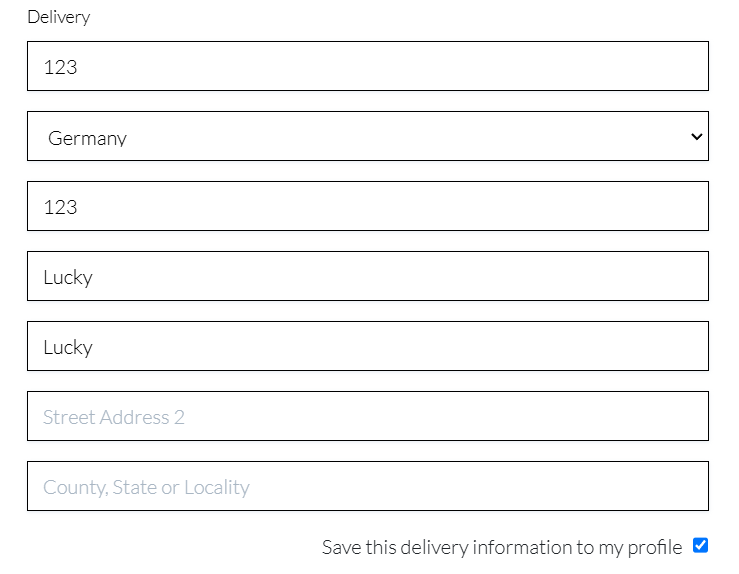 Delivery
123
Germany
123
Lucky
Lucky
Street Address 2
County, State or Locality
Save this delivery information to my profile